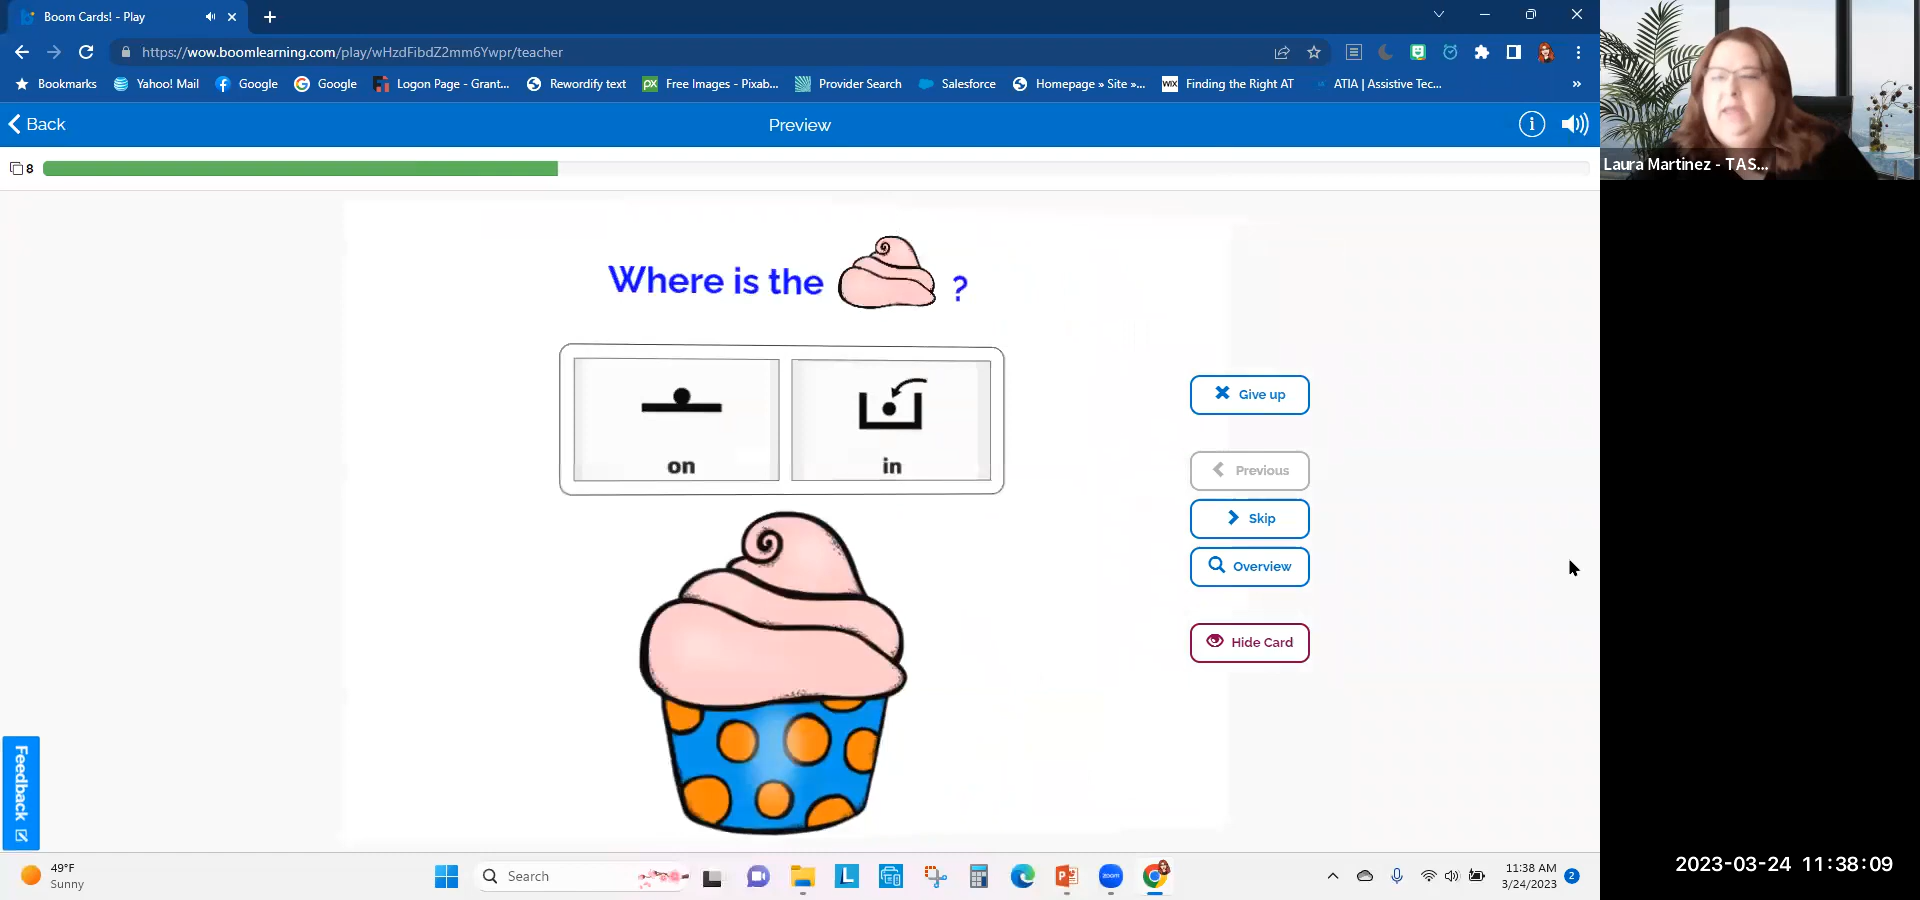 Boom Cards! - Play
https://wow.boomlearning.com/play/wHzdFibdZ2mm6Ywpr/teacher
Bookmarks Yahoo! Mail Google Google Logon Page - Grant... Rewordify text Free Images - Pixab... Provider Search Salesforce Homepage » Site »... WIX Finding the Right AT ATIA | Assistive Tec... »
Laura Martinez - TAS...
Back Preview
8
Where is the ?
on in
Give up
Previous
Skip
Overview
Hide Card
Feedback
49°F
Sunny
Search
zoom
11:38 AM
3/24/2023 2
2023-03-24 11:38:09